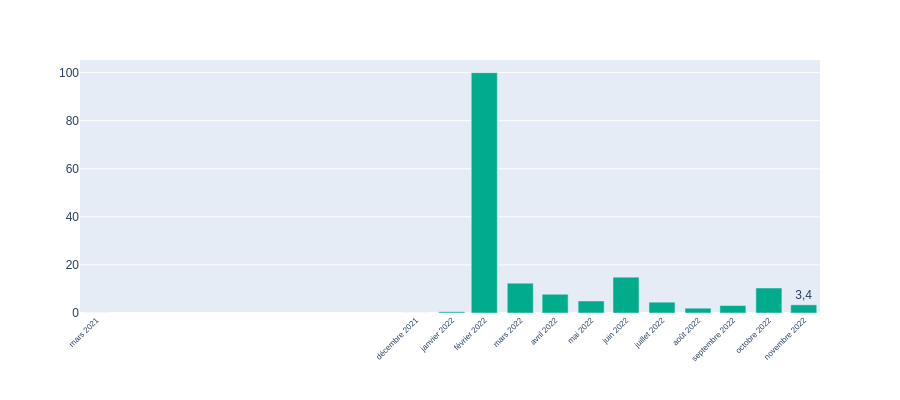 100
80
60
40
20
0
3,4
mars 2021
décembre 2021
janvier 2022
février 2022
mars 2022
avril 2022
mai 2022
juin 2022
juillet 2022
août 2022
septembre 2022
octobre 2022
novembre 2022